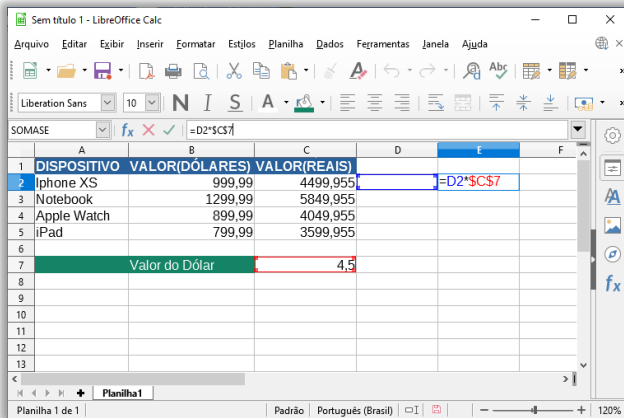 Sem título 1 - LibreOffice Calc
Arquivo Editar Exibir Inserir Formatar Estilos Planilha Dados Ferramentas Janela Ajuda
Liberation Sans 10 N I S A
SOMASE fx =D2*$C$7
A B C D E F
1 DISPOSITIVO VALOR(DÓLARES) VALOR(REAIS)
2 Iphone XS 999,99 4499,955 =D2*$C$7
3 Notebook 1299,99 5849,955
4 Apple Watch 899,99 4049,955
5 iPad 799,99 3599,955
6
7 Valor do Dólar 4,5
8
9
10
11
12
13
Planilha1
Planilha 1 de 1 Padrão Português (Brasil) 120%